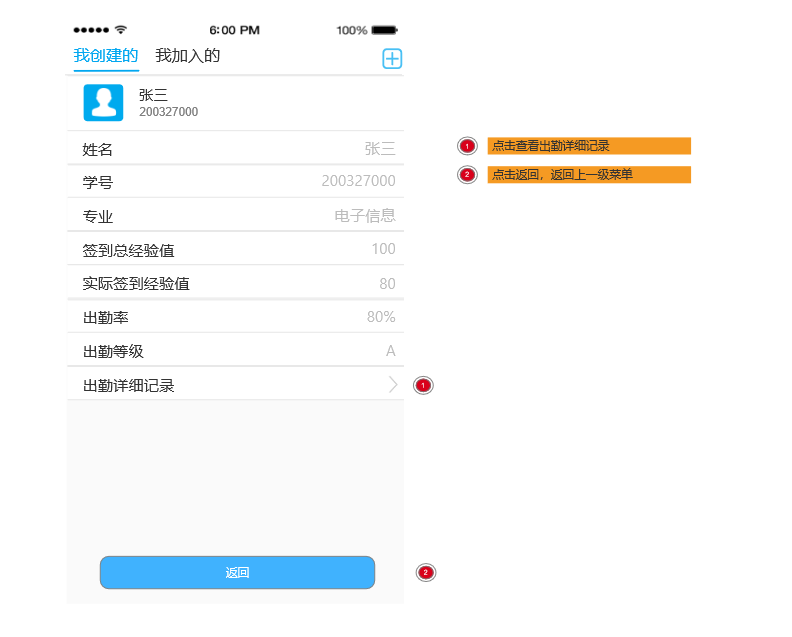 6:00 PM 100%
我创建的 我加入的
张三
200327000
姓名 张三
学号 200327000
专业 电子信息
签到总经验值 100
实际签到经验值 80
出勤率 80%
出勤等级 A
出勤详细记录 1
返回 2
1 点击查看出勤详细记录
2 点击返回，返回上一级菜单